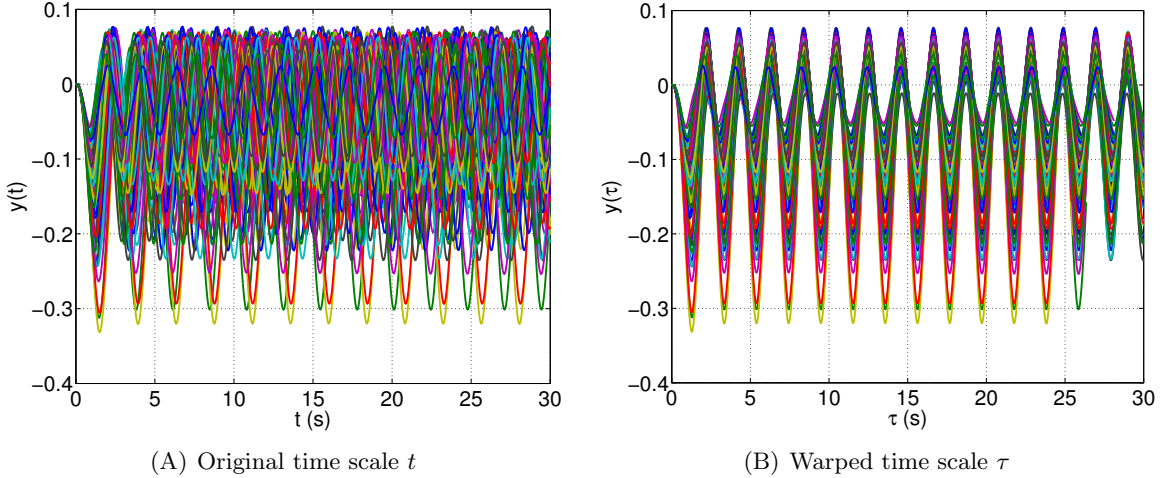 0.1
0
−0.1
−0.2
−0.3
−0.4
y(t)
0 5 10 15 20 25 30
t (s)
(A) Original time scale t
0.1
0
−0.1
−0.2
−0.3
−0.4
y(τ)
0 5 10 15 20 25 30
τ (s)
(B) Warped time scale τ